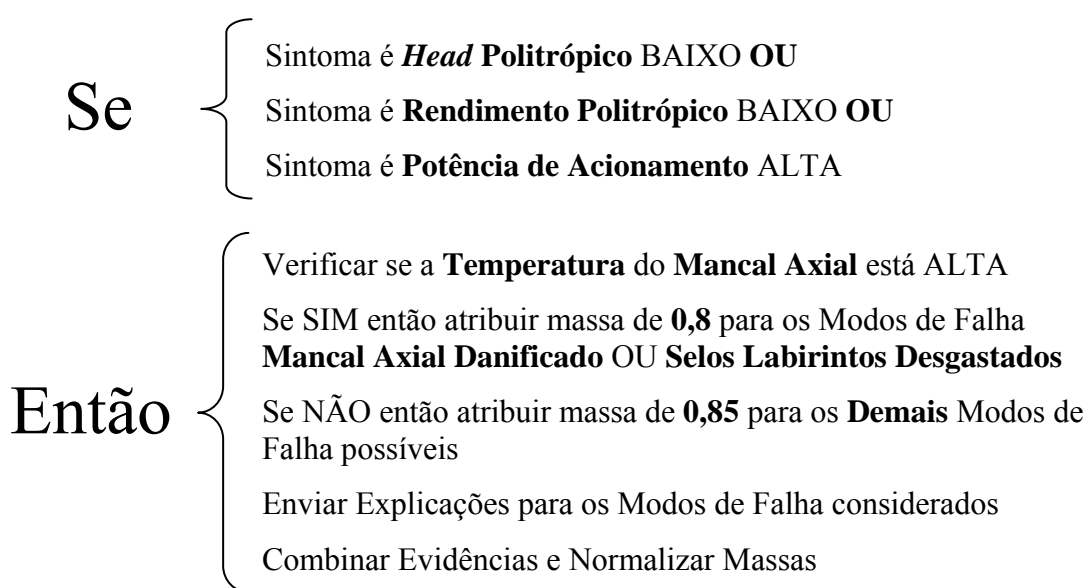 Se
Sintoma é Head Politrópico BAIXO OU
Sintoma é Rendimento Politrópico BAIXO OU
Sintoma é Potência de Acionamento ALTA
Então
Verificar se a Temperatura do Mancal Axial está ALTA
Se SIM então atribuir massa de 0,8 para os Modos de Falha
Mancal Axial Danificado OU Selos Labirintos Desgastados
Se NÃO então atribuir massa de 0,85 para os Demais Modos de
Falha possíveis
Enviar Explicações para os Modos de Falha considerados
Combinar Evidências e Normalizar Massas